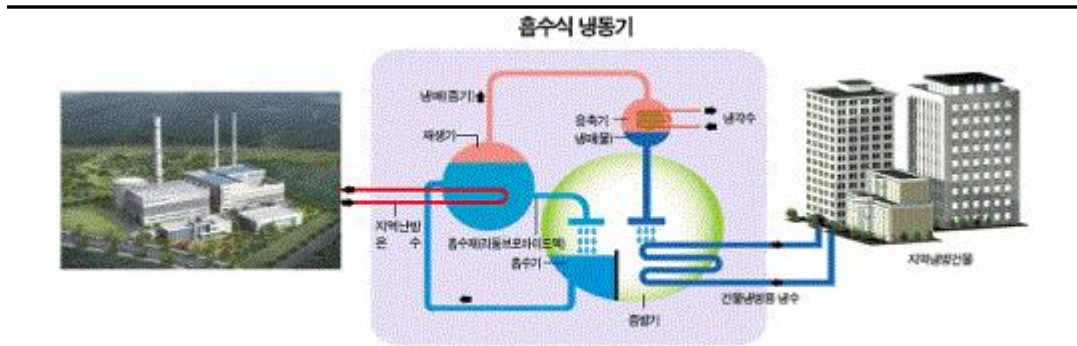 흡수식 냉동기
냉매(증기)
재생기
응축기
냉매(물)
냉각수
지역난방
온 수
흡수제(리튬브로마이드액)
흡수기
증발기
건물냉방용 냉수
지역냉방건물